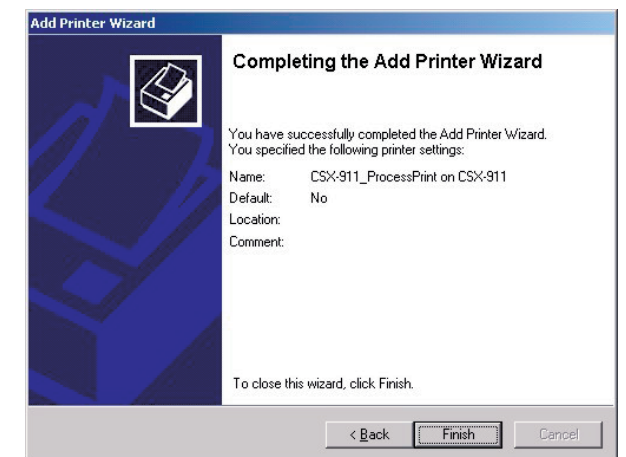 Add Printer Wizard
Completing the Add Printer Wizard
You have successfully completed the Add Printer Wizard.
You specified the following printer settings:
Name: CSX-911_ProcessPrint on CSX-911
Default: No
Location:
Comment:
To close this wizard, click Finish.
< Back Finish Cancel